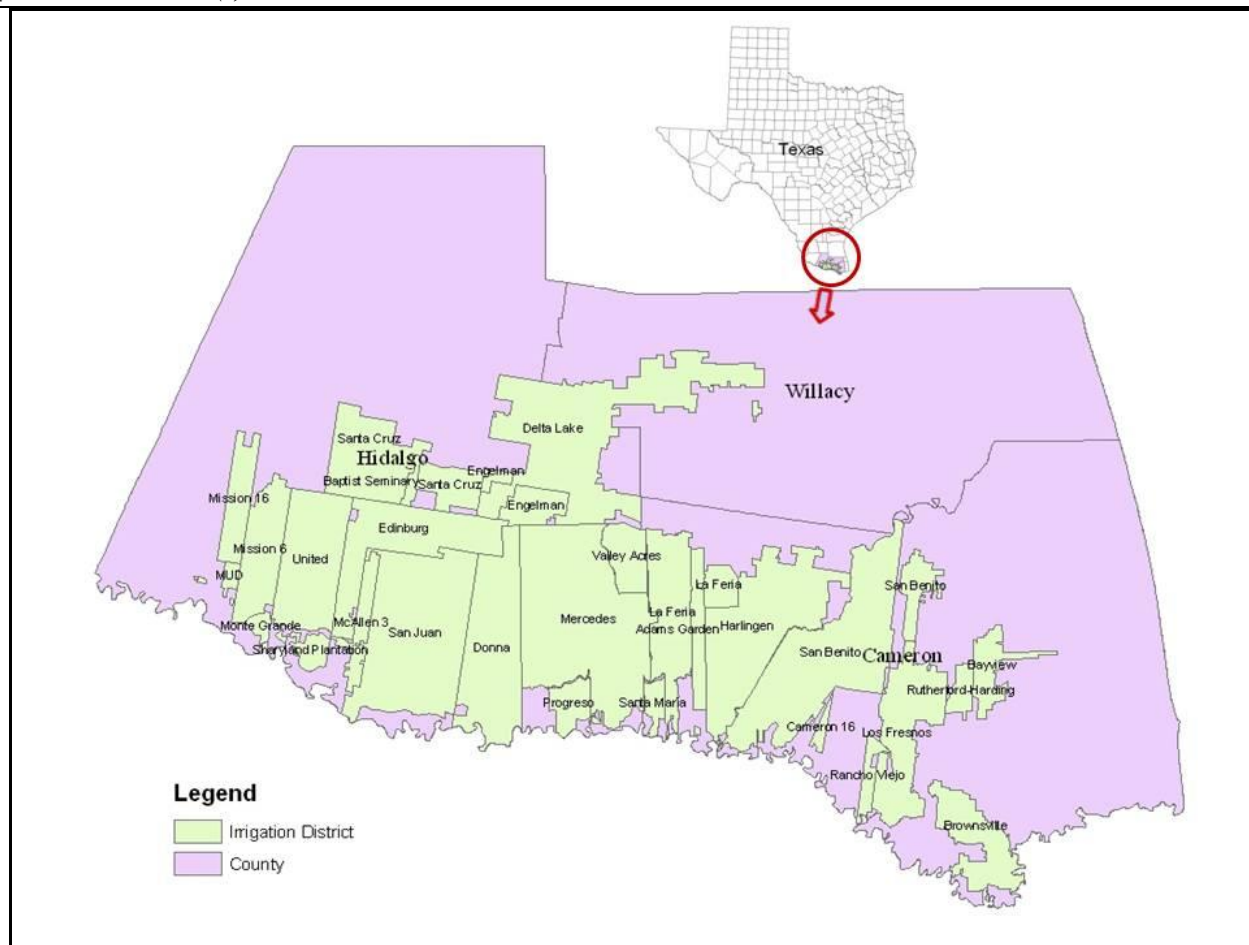 Texas
Willacy
Delta Lake
Santa Cruz
Hidalgo
Engelman
Baptist Seminary
Santa Cruz
Mission 16
Engelman
Edinburg
Mission 6
United
Valley Acres
MUD
La Feria
San Benito
Monte Grande
McAllen 3
San Juan
Mercedes
La Feria
Adams Garden
Harlingen
Sharyland Plantation
Donna
San Benito
Cameron
Bayview
Rutherford-Harding
Progreso
Santa Maria
Cameron 16
Los Fresnos
Rancho Viejo
Brownsville
Legend
Irrigation District
County